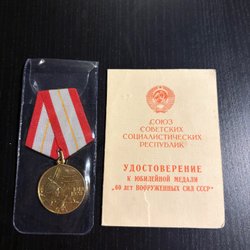 СОЮЗ
СОВЕТСКИХ
СОЦИАЛИСТИЧЕСКИХ
РЕСПУБЛИК
УДОСТОВЕРЕНИЕ
К ЮБИЛЕЙНОЙ МЕДАЛИ
„60 ЛЕТ ВООРУЖЕННЫХ СИЛ СССР"